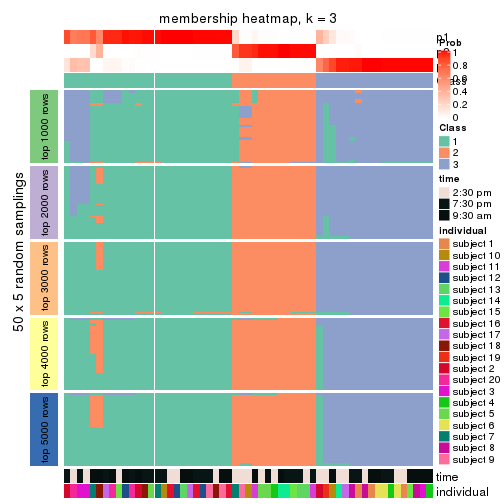 membership heatmap, k = 3
50 x 5 random samplings
top 1000 rows
top 2000 rows
top 3000 rows
top 4000 rows
top 5000 rows
p1
Prob
1
0.8
0.6
0.4
0.2
0
Class
1
2
3
time
2:30 pm
7:30 pm
9:30 am
individual
subject 1
subject 10
subject 11
subject 12
subject 13
subject 14
subject 15
subject 16
subject 17
subject 18
subject 19
subject 2
subject 20
subject 3
subject 4
subject 5
subject 6
subject 7
subject 8
subject 9
time
individual